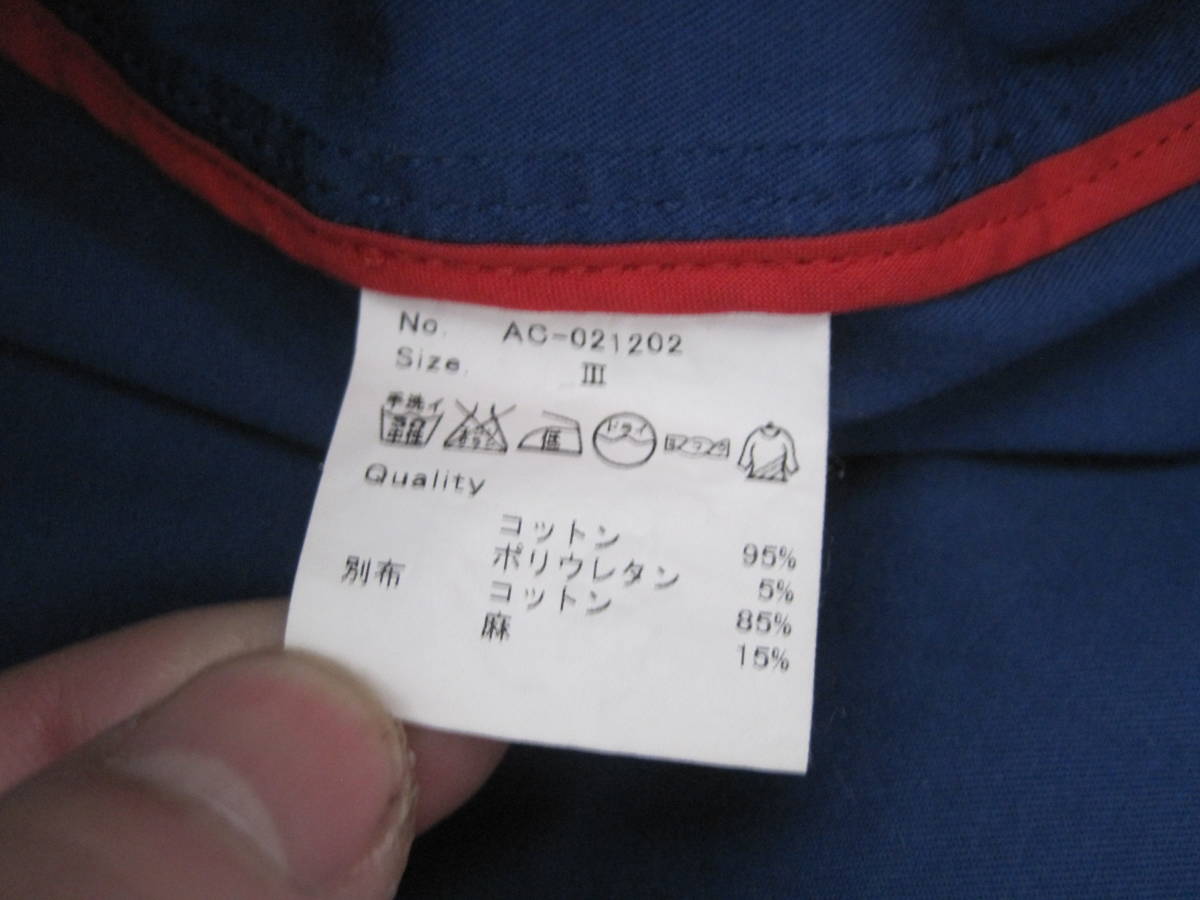 No. AC-021202
Size. III
手洗イ 低 ドライ
Quality
コットン 95%
ポリウレタン 5%
別布 コットン 85%
麻 15%